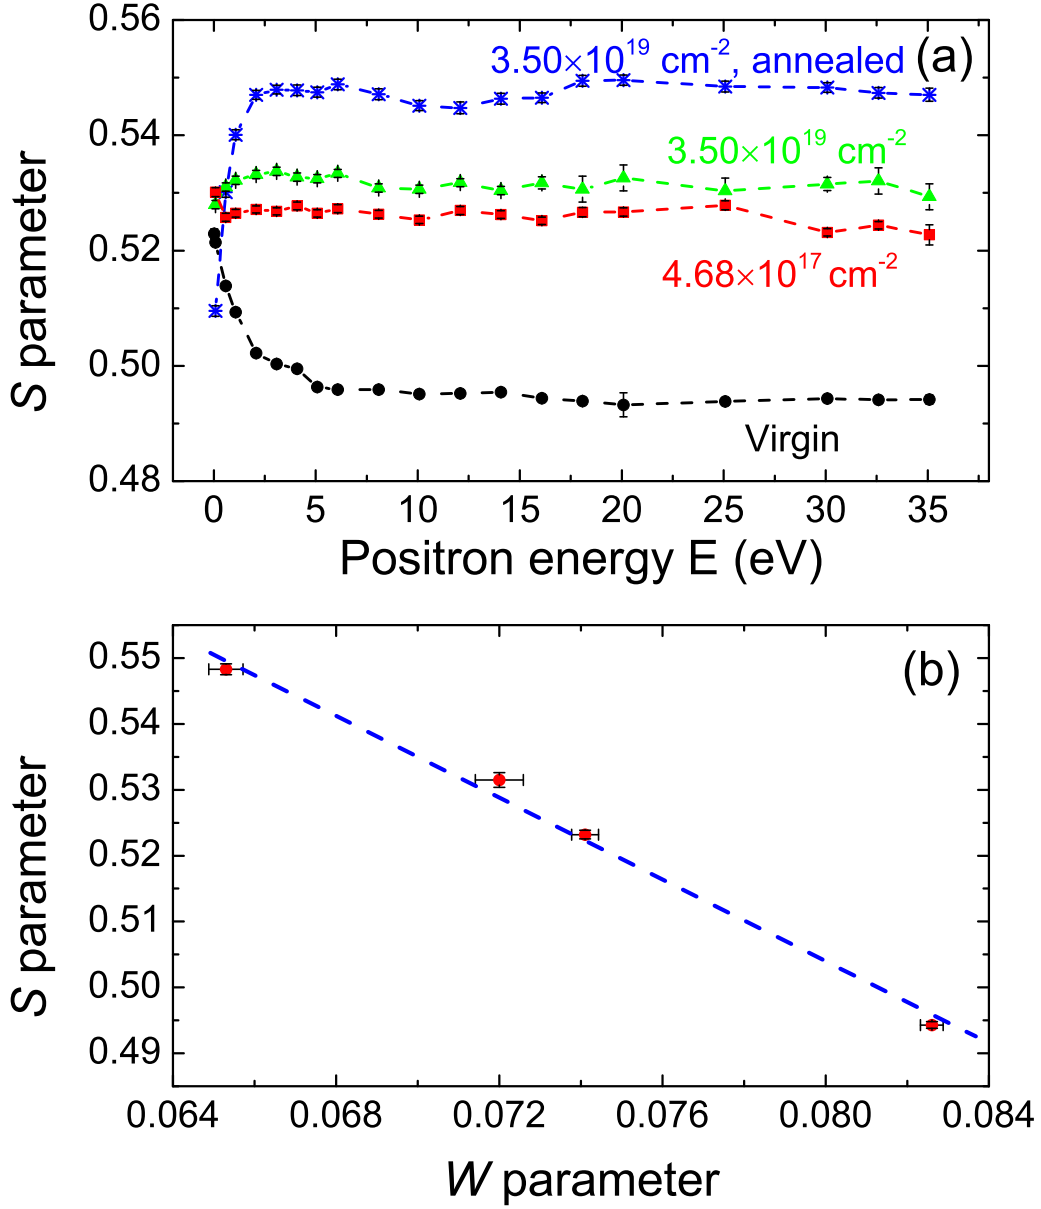 0.56
3.50×10¹⁹ cm⁻², annealed (a)
0.54
3.50×10¹⁹ cm⁻²
0.52
4.68×10¹⁷ cm⁻²
0.50
Virgin
0.48
S parameter
0 5 10 15 20 25 30 35
Positron energy E (eV)
0.55
(b)
0.54
0.53
0.52
0.51
0.50
0.49
S parameter
0.064 0.068 0.072 0.076 0.080 0.084
W parameter